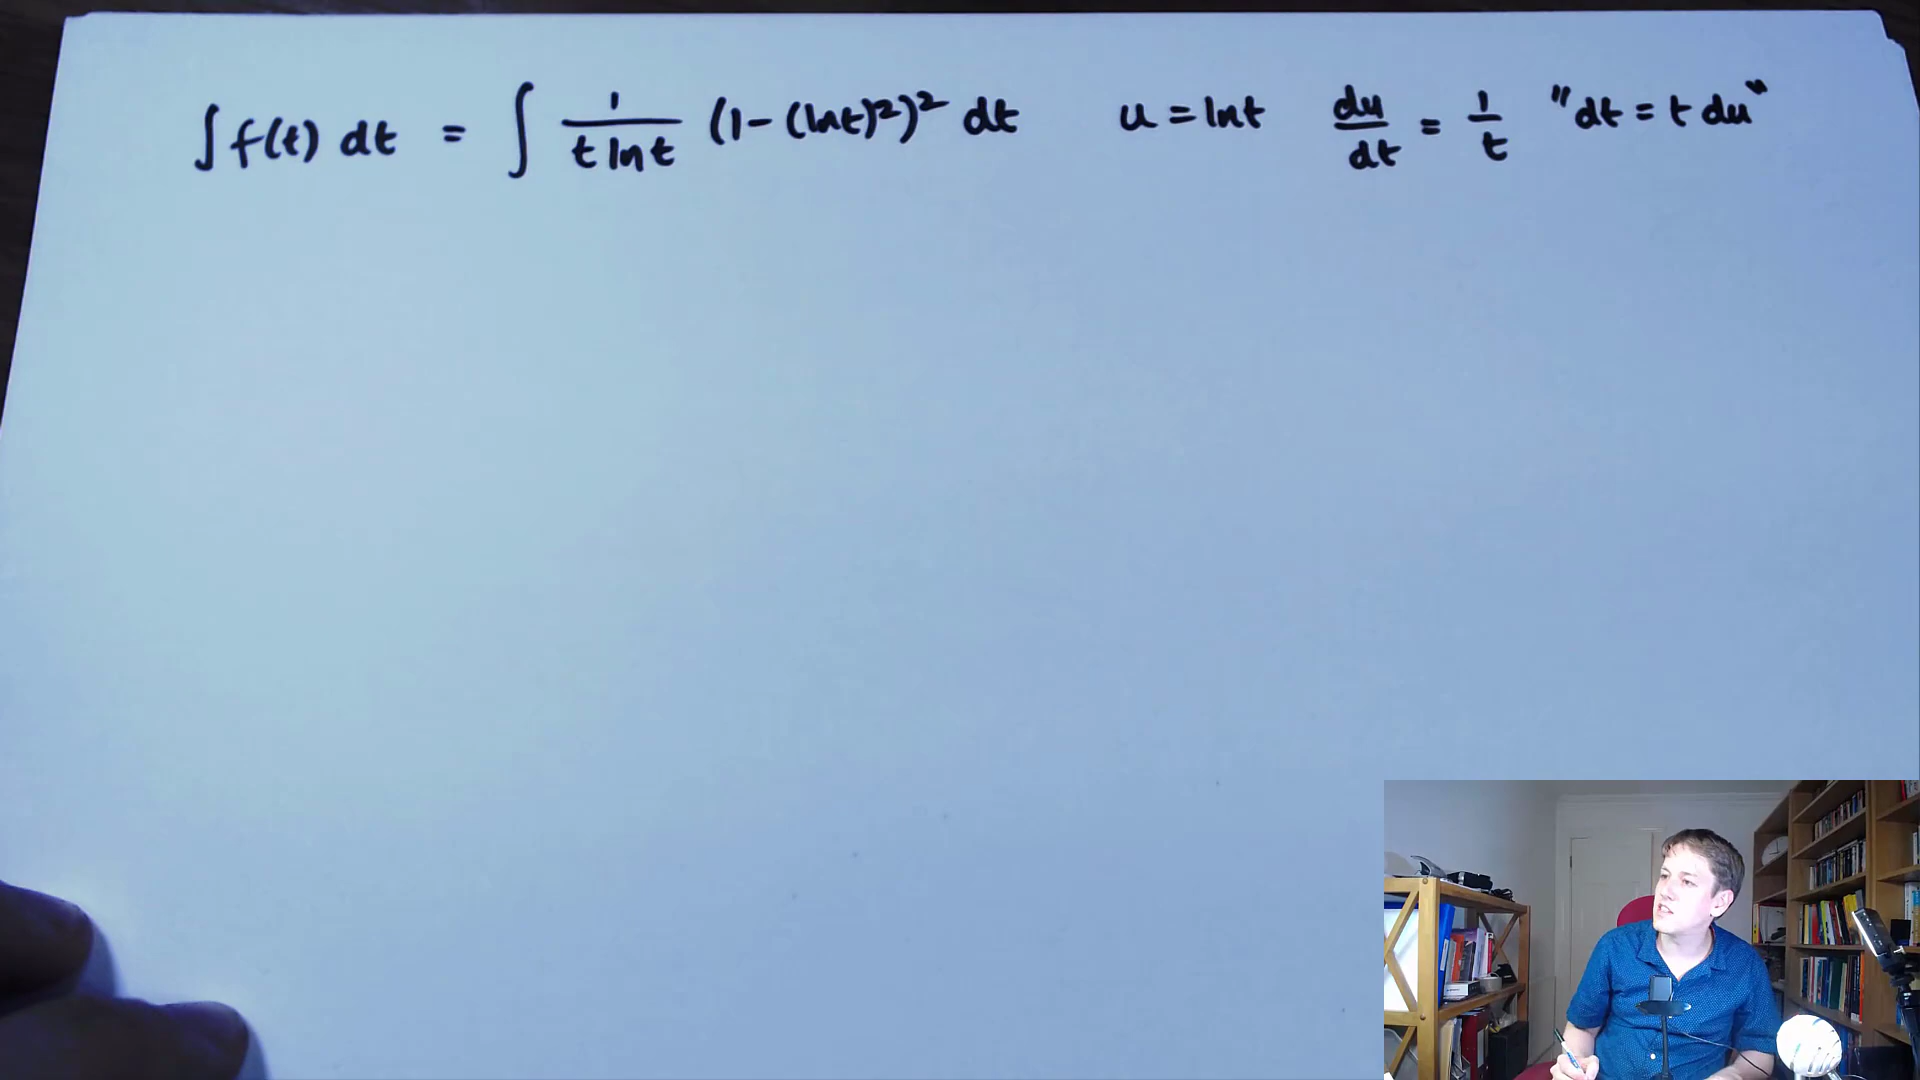 ∫ f(t) dt = ∫ 1/(t ln t) (1-(ln t)²)² dt    u = ln t    du/dt = 1/t    "dt = t du"